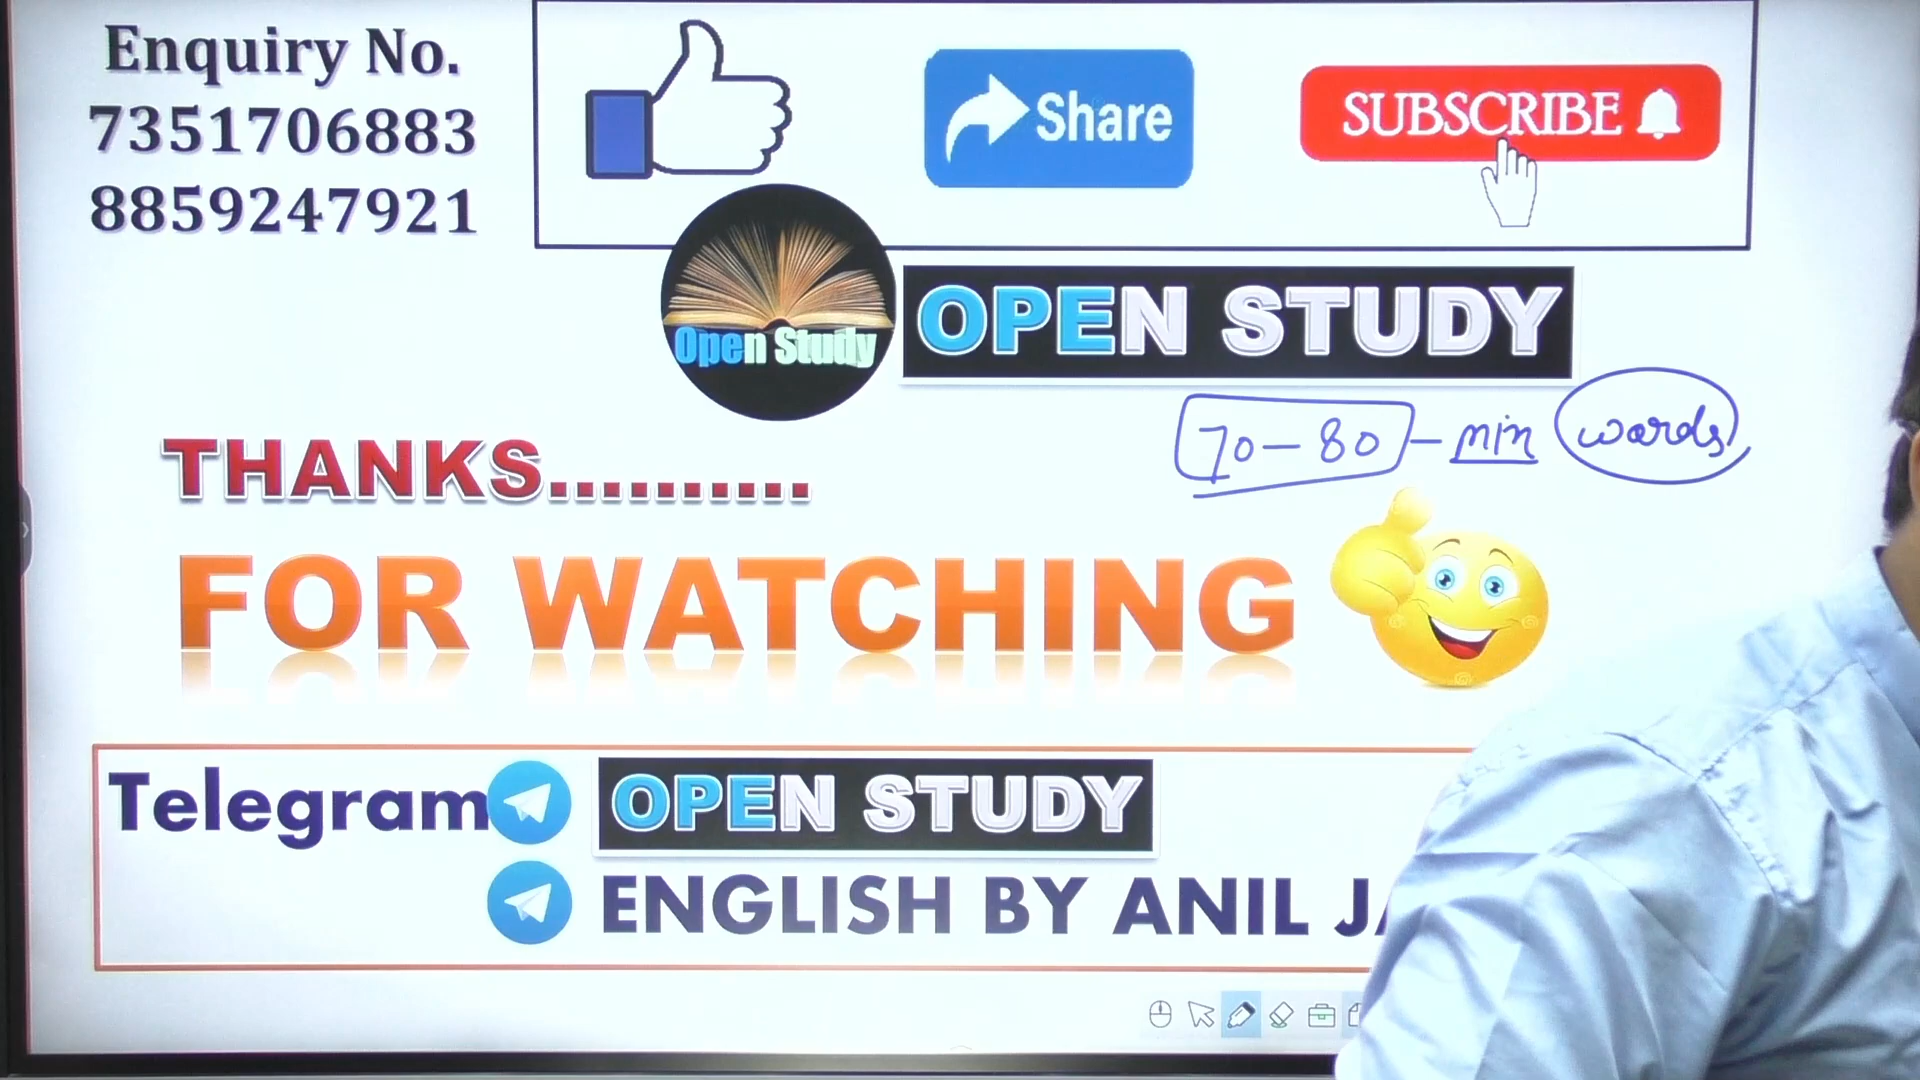 Enquiry No.
7351706883
8859247921
Share
SUBSCRIBE
Open Study
OPEN STUDY
70-80-min words
THANKS..........
FOR WATCHING
Telegram OPEN STUDY
ENGLISH BY ANIL